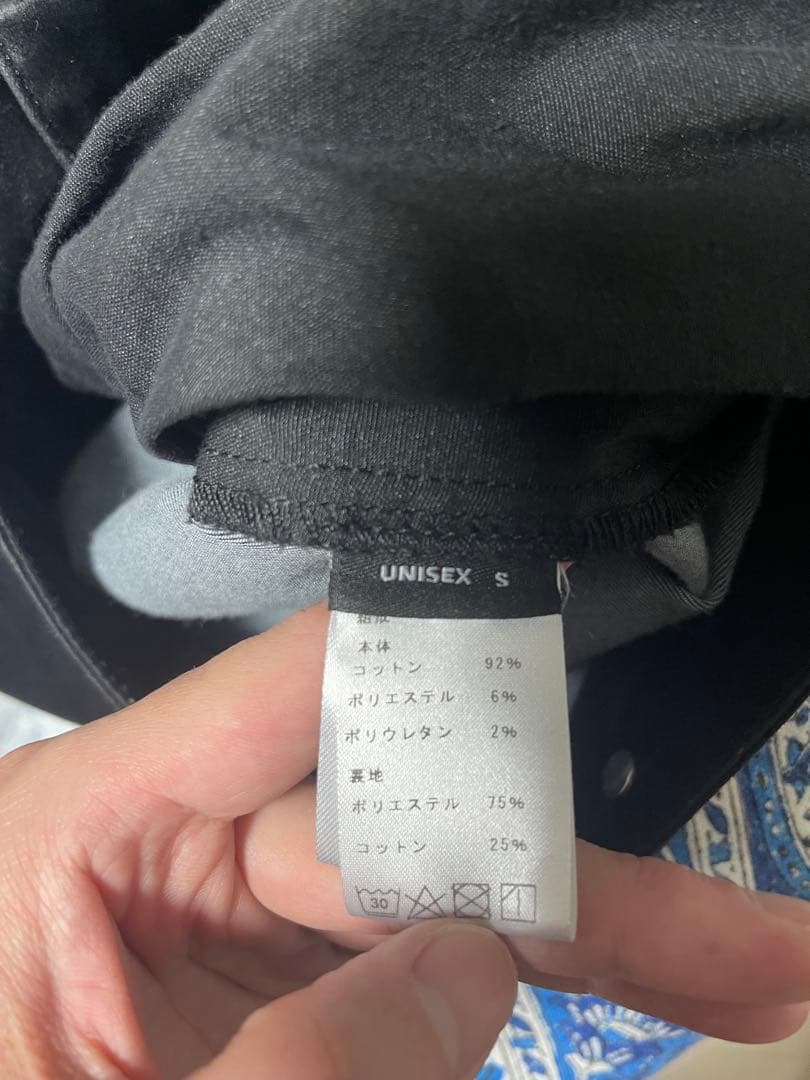 UNISEX S
組成
本体
コットン 92%
ポリエステル 6%
ポリウレタン 2%
裏地
ポリエステル 75%
コットン 25%
30